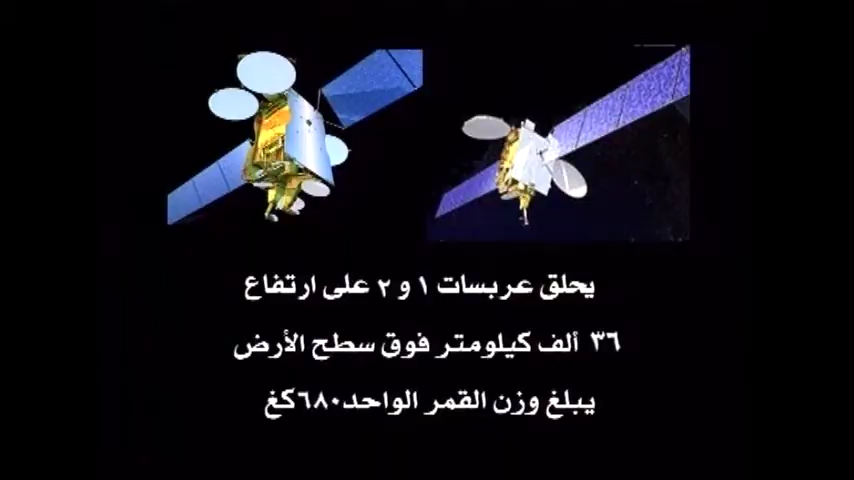 يحلق عربسات ١ و ٢ على ارتفاع
٣٦ ألف كيلومتر فوق سطح الأرض
يبلغ وزن القمر الواحد٦٨٠كغ